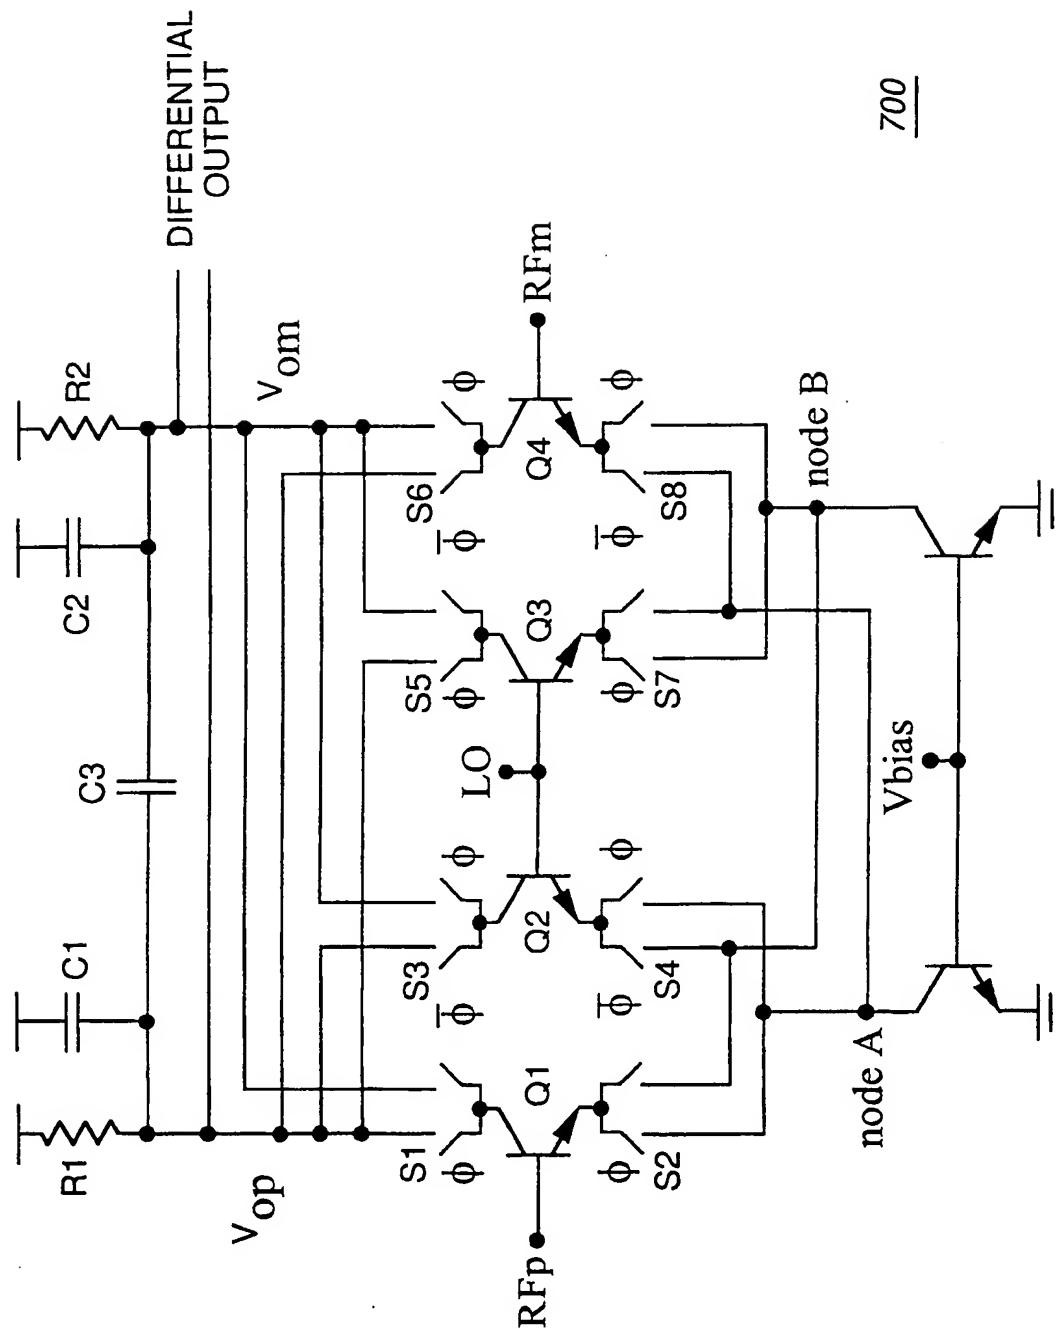 R1
C1
C3
C2
R2
DIFFERENTIAL
OUTPUT
Vop
Vom
S1
S3
S5
S6
ϕ
ϕ̅
ϕ
ϕ
ϕ̅
ϕ
LO
RFp
Q1
Q2
Q3
Q4
RFm
ϕ
ϕ̅
ϕ
ϕ
ϕ̅
ϕ
S2
S4
S7
S8
node B
node A
Vbias
700